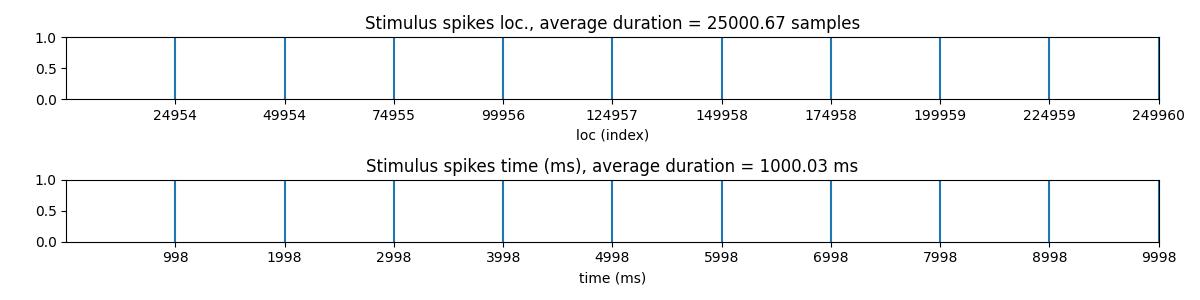 Stimulus spikes loc., average duration = 25000.67 samples
1.0
0.5
0.0
24954 49954 74955 99956 124957 149958 174958 199959 224959 249960
loc (index)
Stimulus spikes time (ms), average duration = 1000.03 ms
1.0
0.5
0.0
998 1998 2998 3998 4998 5998 6998 7998 8998 9998
time (ms)